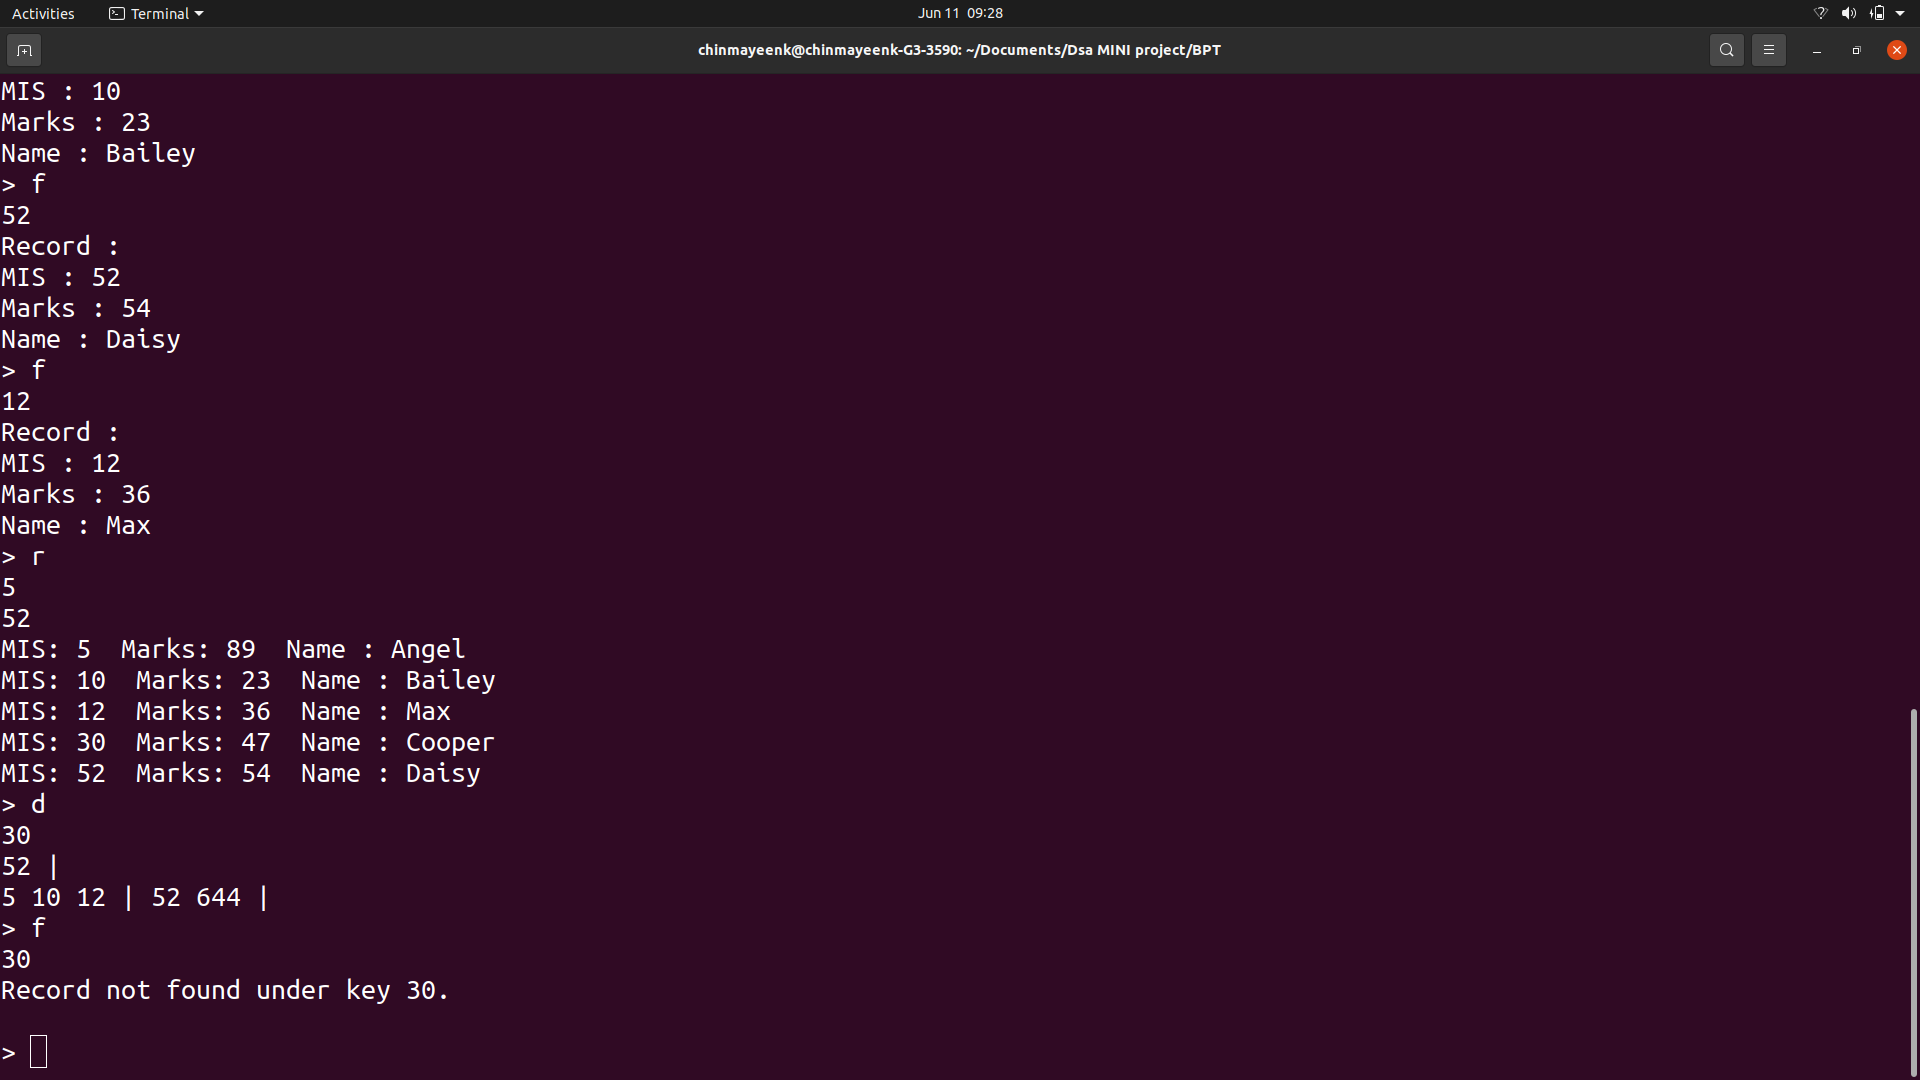 Activities Terminal Jun 11 09:28
chinmayeenk@chinmayeenk-G3-3590: ~/Documents/Dsa MINI project/BPT
MIS : 10
Marks : 23
Name : Bailey
> f
52
Record :
MIS : 52
Marks : 54
Name : Daisy
> f
12
Record :
MIS : 12
Marks : 36
Name : Max
> r
5
52
MIS: 5  Marks: 89  Name : Angel
MIS: 10  Marks: 23  Name : Bailey
MIS: 12  Marks: 36  Name : Max
MIS: 30  Marks: 47  Name : Cooper
MIS: 52  Marks: 54  Name : Daisy
> d
30
52 |
5 10 12 | 52 644 |
> f
30
Record not found under key 30.
>